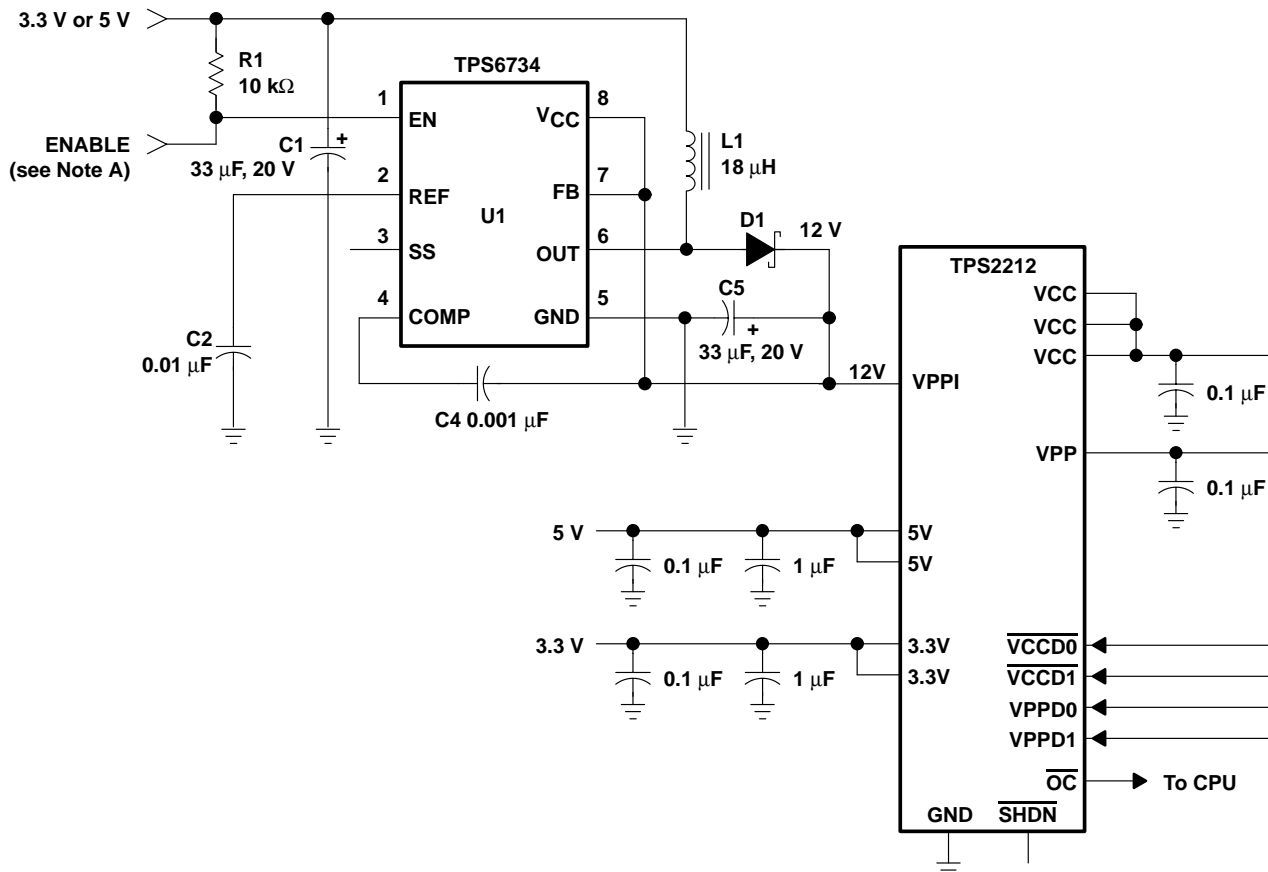 3.3 V or 5 V
R1
10 kΩ
ENABLE
(see Note A)
C1
+
33 μF, 20 V
TPS6734
1
EN
2
REF
3
SS
4
COMP
U1
8
VCC
7
FB
6
OUT
5
GND
L1
18 μH
D1
12 V
C5
+
33 μF, 20 V
C2
0.01 μF
C4 0.001 μF
12V
TPS2212
VCC
VCC
VCC
0.1 μF
VPPI
VPP
0.1 μF
5 V
0.1 μF
1 μF
5V
5V
3.3 V
0.1 μF
1 μF
3.3V
3.3V
VCCD0
VCCD1
VPPD0
VPPD1
OC
To CPU
GND
SHDN